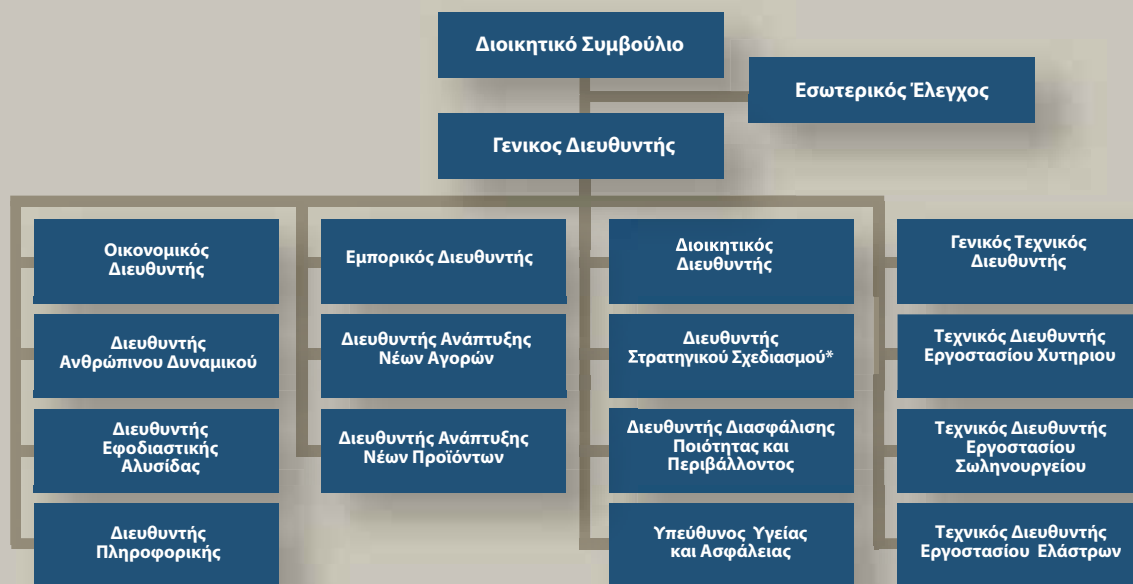 Διοικητικό Συμβούλιο
Εσωτερικός Έλεγχος
Γενικος Διευθυντής
Οικονομικός
Διευθυντής
Εμπορικός Διευθυντής
Διοικητικός
Διευθυντής
Γενικός Τεχνικός
Διευθυντής
Διευθυντής
Ανθρώπινου Δυναμικού
Διευθυντής Ανάπτυξης
Νέων Αγορών
Διευθυντής
Στρατηγικού Σχεδιασμού*
Τεχνικός Διευθυντής
Εργοστασίου Χυτηριου
Διευθυντής
Εφοδιαστικής
Αλυσίδας
Διευθυντής Ανάπτυξης
Νέων Προϊόντων
Διευθυντής Διασφάλισης
Ποιότητας και
Περιβάλλοντος
Τεχνικός Διευθυντής
Εργοστασίου
Σωληνουργείου
Διευθυντής
Πληροφορικής
Υπεύθυνος Υγείας
και Ασφάλειας
Τεχνικός Διευθυντής
Εργοστασίου Ελάστρων